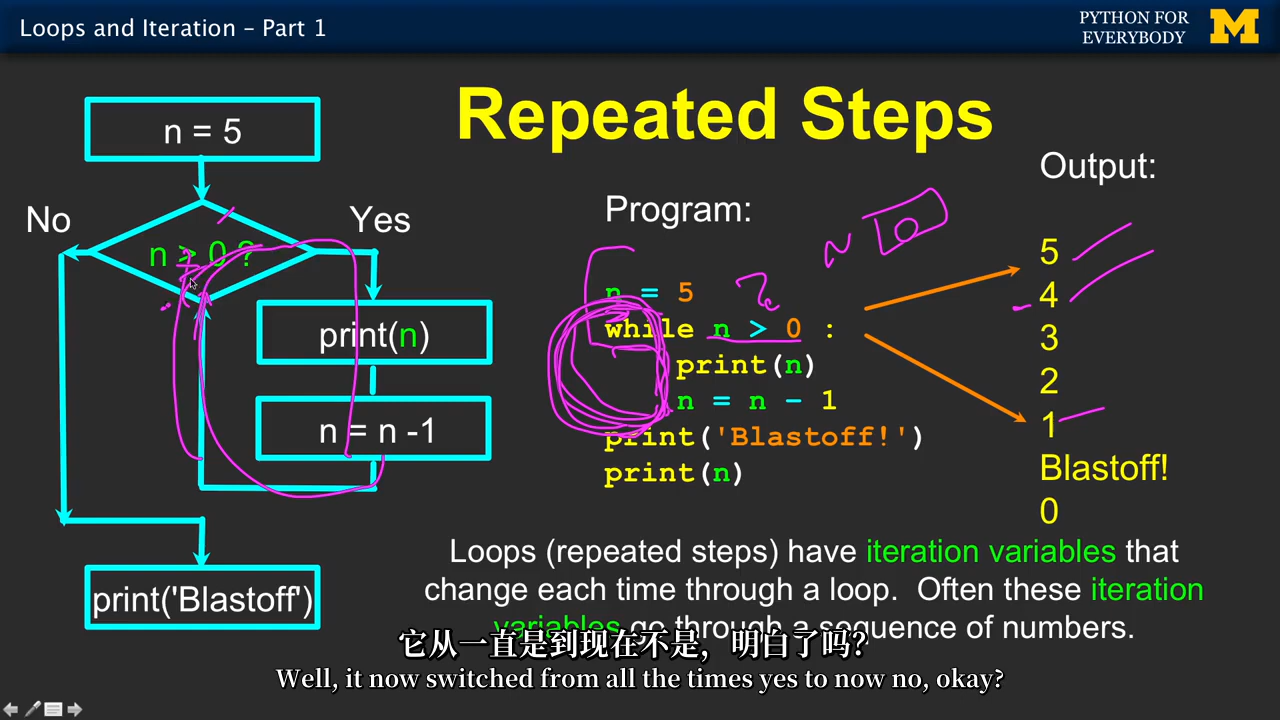 Loops and Iteration – Part 1
PYTHON FOR
EVERYBODY
M
Repeated Steps
n = 5
No
Yes
n > 0 ?
print(n)
n = n -1
print('Blastoff')
Program:
n = 5
while n > 0 :
print(n)
n = n – 1
print('Blastoff!')
print(n)
n 0
Output:
5
4
3
2
1
Blastoff!
0
Loops (repeated steps) have iteration variables that
change each time through a loop. Often these iteration
variables go through a sequence of numbers.
它从一直是到现在不是，明白了吗？
Well, it now switched from all the times yes to now no, okay?